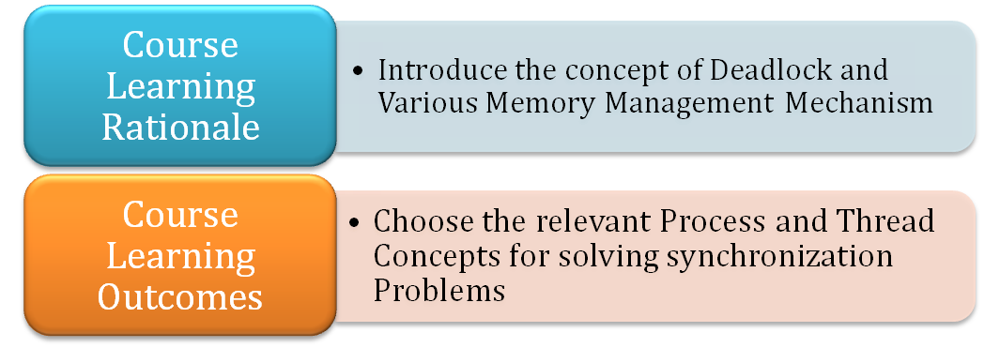 Course
Learning
Rationale
• Introduce the concept of Deadlock and
Various Memory Management Mechanism
Course
Learning
Outcomes
• Choose the relevant Process and Thread
Concepts for solving synchronization
Problems